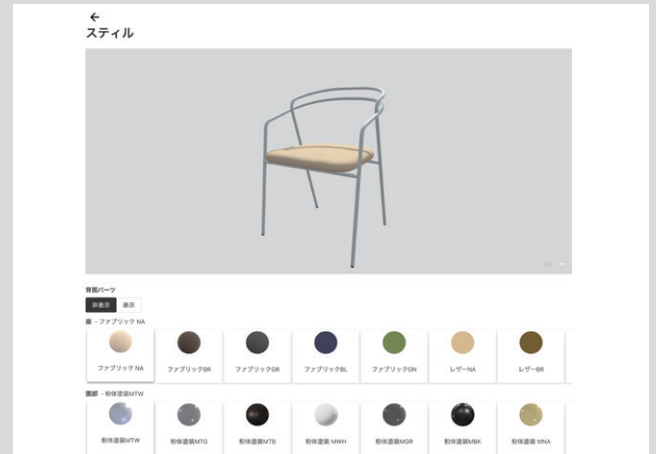 ←
スティル
背面パーツ
非表示 表示
座 - ファブリック NA
ファブリック NA ファブリックBR ファブリックGR ファブリックBL ファブリックGN レザーNA レザーBR
脚部 - 粉体塗装MTW
粉体塗装MTW 粉体塗装MTG 粉体塗装MTB 粉体塗装 MWH 粉体塗装MGR 粉体塗装MBK 粉体塗装 MNA